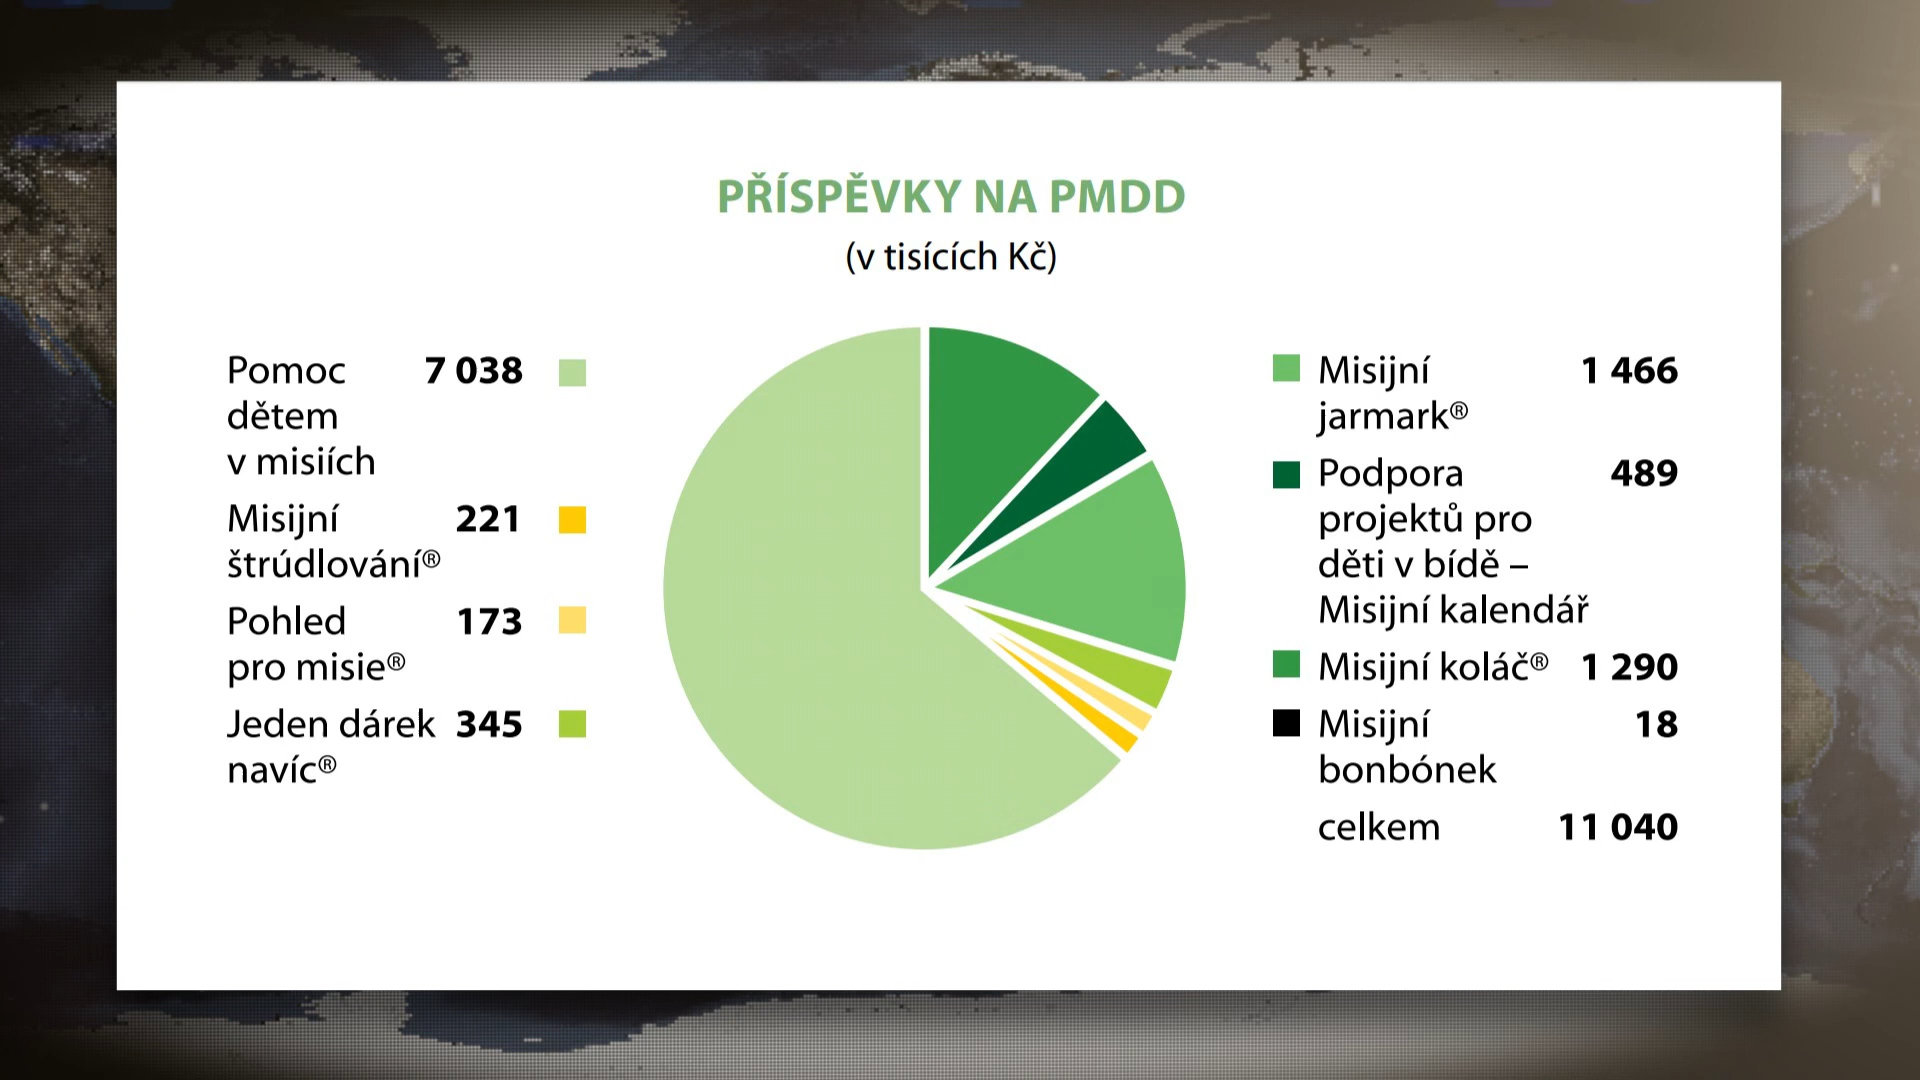 PŘÍSPĚVKY NA PMDD
(v tisících Kč)
Pomoc 7 038
dětem
v misiích
Misijní 221
štrúdlování®
Pohled 173
pro misie®
Jeden dárek 345
navíc®
Misijní 1 466
jarmark®
Podpora 489
projektů pro
děti v bídě –
Misijní kalendář
Misijní koláč® 1 290
Misijní 18
bonbónek
celkem 11 040